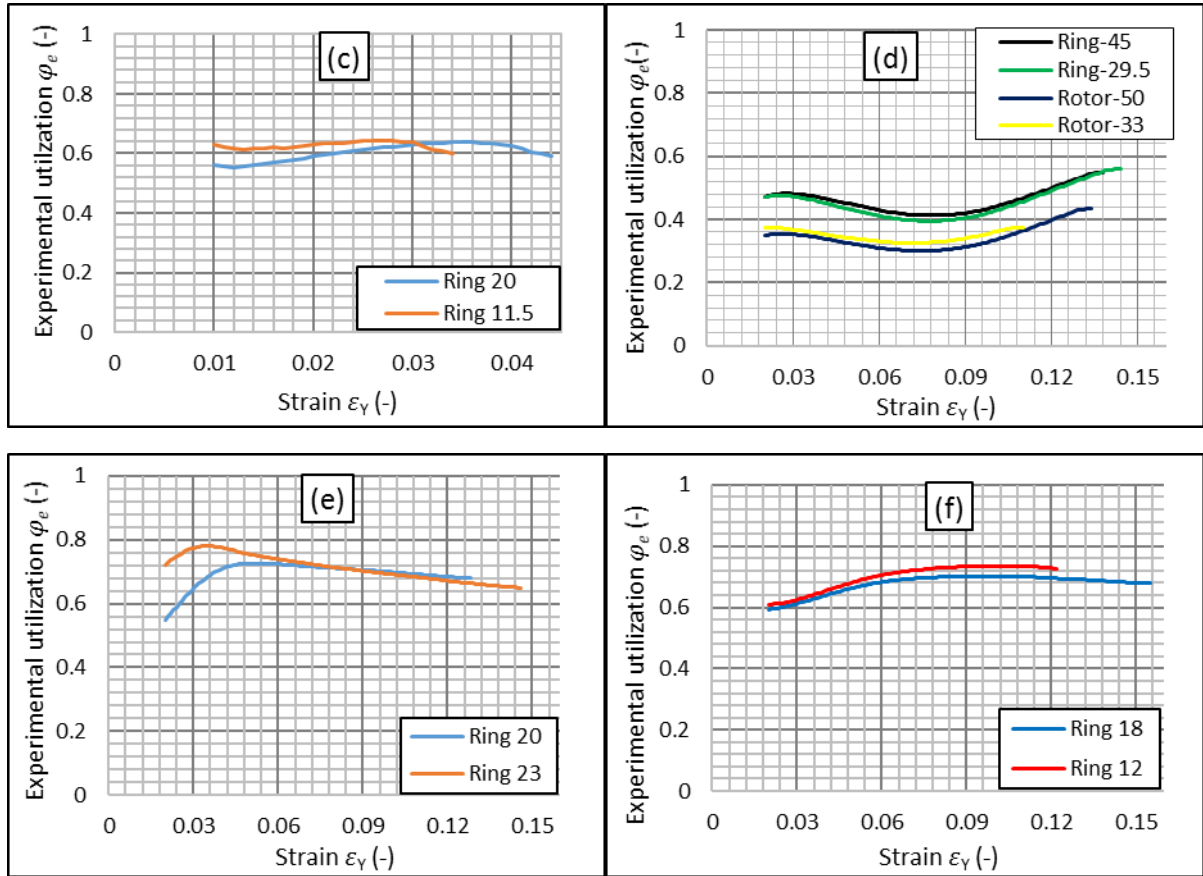 (c)
Experimental utilization φₑ (-)
1
0.8
0.6
0.4
0.2
0
Ring 20
Ring 11.5
0
0.01
0.02
0.03
0.04
Strain εY (-)
(d)
Experimental utilization φₑ(-)
1
0.8
0.6
0.4
0.2
0
Ring-45
Ring-29.5
Rotor-50
Rotor-33
0
0.03
0.06
0.09
0.12
0.15
Strain εY (-)
(e)
Experimental utilization φₑ (-)
1
0.8
0.6
0.4
0.2
0
Ring 20
Ring 23
0
0.03
0.06
0.09
0.12
0.15
Strain εY (-)
(f)
Experimental utilization φₑ (-)
1
0.8
0.6
0.4
0.2
0
Ring 18
Ring 12
0
0.03
0.06
0.09
0.12
0.15
Strain εY (-)